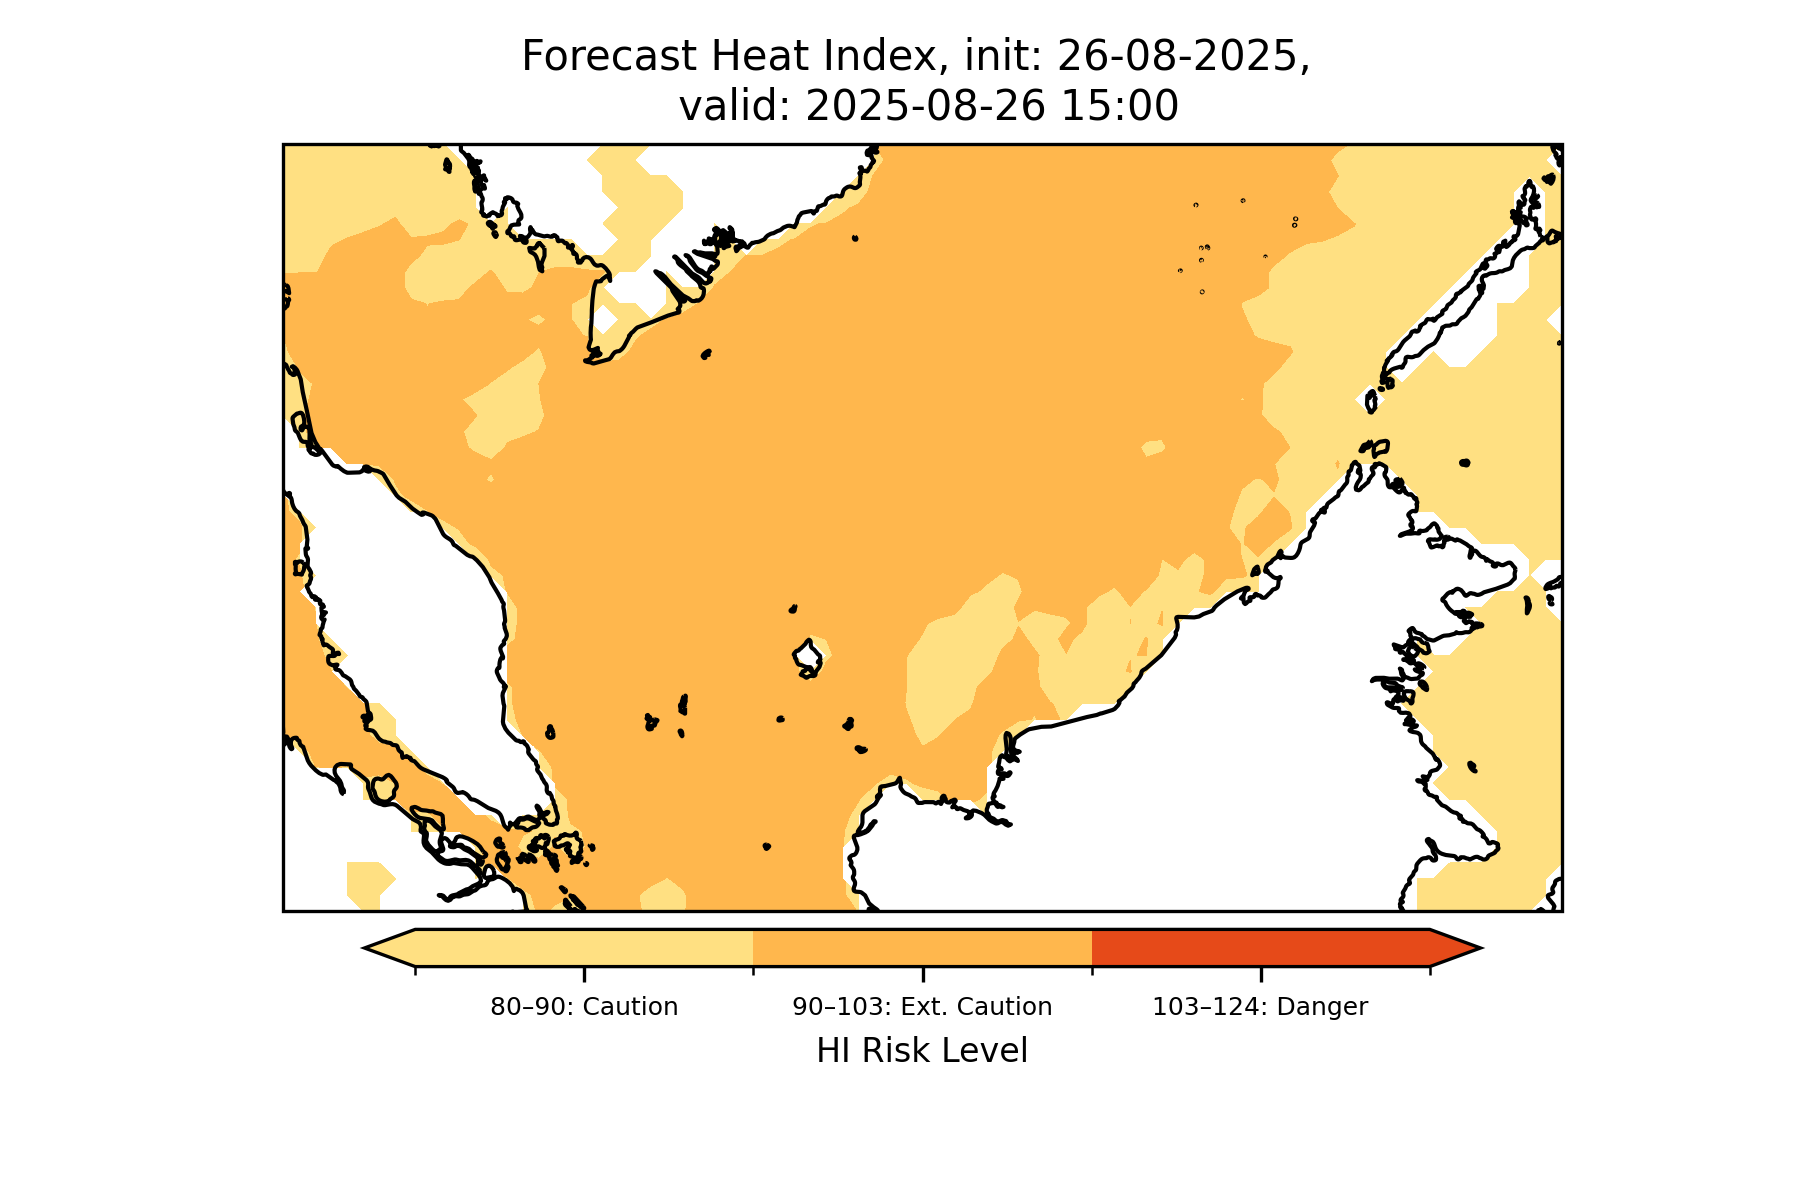 Forecast Heat Index, init: 26-08-2025,
valid: 2025-08-26 15:00
80–90: Caution
90–103: Ext. Caution
103–124: Danger
HI Risk Level